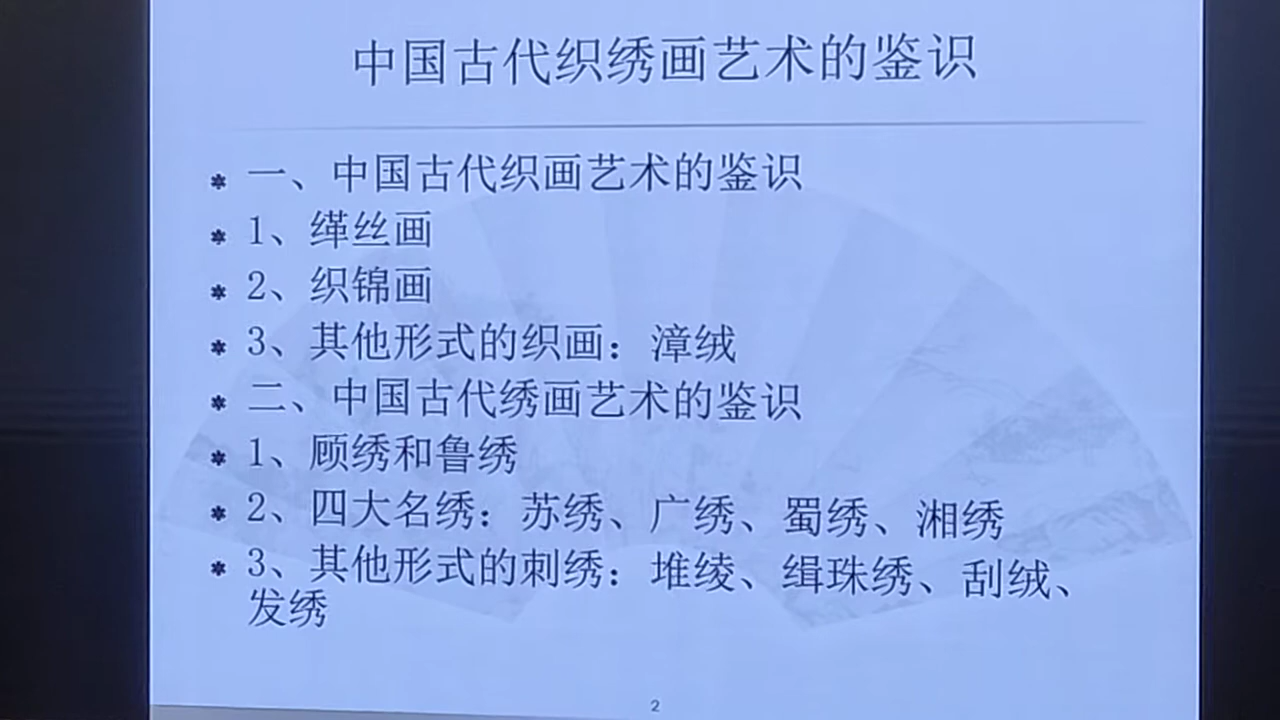 中国古代织绣画艺术的鉴识
* 一、中国古代织画艺术的鉴识
* 1、缂丝画
* 2、织锦画
* 3、其他形式的织画：漳绒
* 二、中国古代绣画艺术的鉴识
* 1、顾绣和鲁绣
* 2、四大名绣：苏绣、广绣、蜀绣、湘绣
* 3、其他形式的刺绣：堆绫、缉珠绣、刮绒、
发绣
2